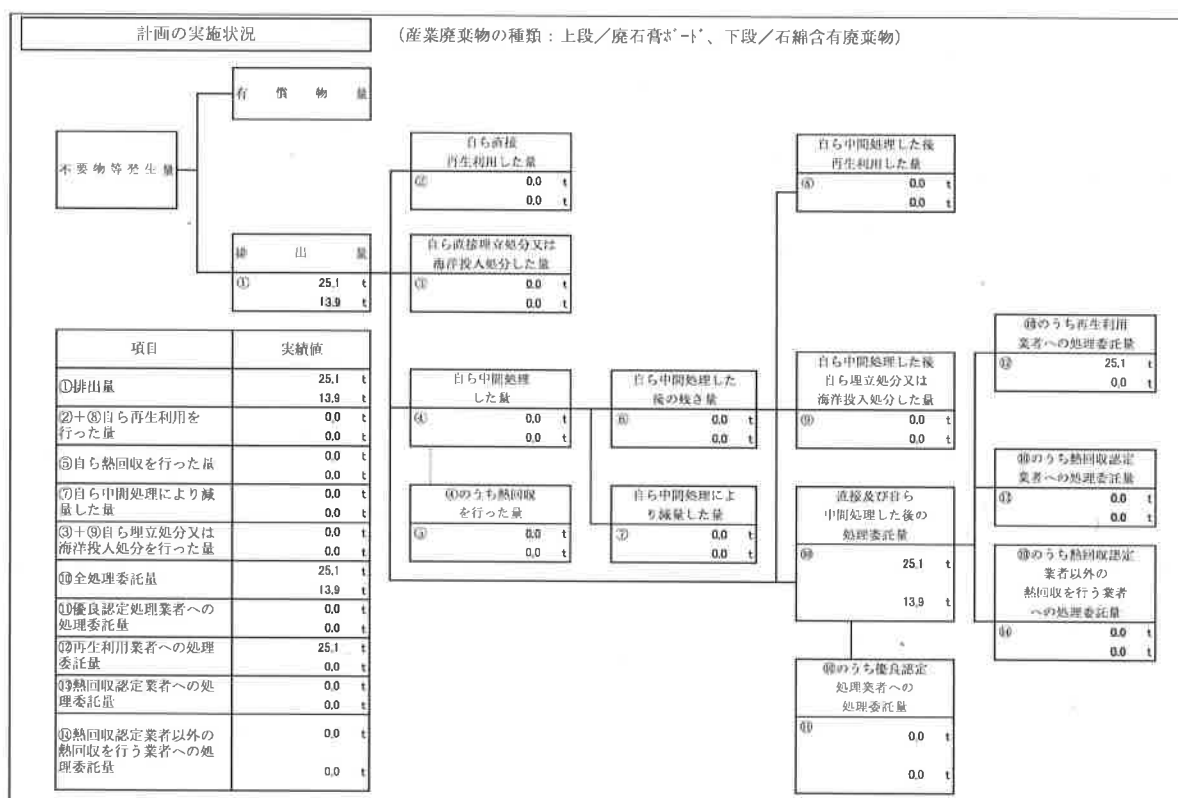 計画の実施状況
(産業廃棄物の種類：上段／廃石膏ボード、下段／石綿含有廃棄物)
有償物量
不要物等発生量
排出量
① 25.1 t
13.9 t
自ら直接
再生利用した量
② 0.0 t
0.0 t
自ら直接埋立処分又は
海洋投入処分した量
③ 0.0 t
0.0 t
自ら中間処理した後
再生利用した量
⑧ 0.0 t
0.0 t
項目 実績値
①排出量 25.1 t
13.9 t
②＋⑧自ら再生利用を
行った量
0.0 t
0.0 t
⑤自ら熱回収を行った量 0.0 t
0.0 t
⑦自ら中間処理により減
量した量
0.0 t
0.0 t
③＋⑨自ら埋立処分又は
海洋投入処分を行った量
0.0 t
0.0 t
⑩全処理委託量 25.1 t
13.9 t
⑪優良認定処理業者への
処理委託量
0.0 t
0.0 t
⑫再生利用業者への処理
委託量
25.1 t
0.0 t
⑬熱回収認定業者への処
理委託量
0.0 t
0.0 t
⑭熱回収認定業者以外の
熱回収を行う業者への処
理委託量
0.0 t
0.0 t
自ら中間処理
した量
④ 0.0 t
0.0 t
④のうち熱回収
を行った量
⑤ 0.0 t
0.0 t
自ら中間処理した
後の残さ量
⑥ 0.0 t
0.0 t
自ら中間処理によ
り減量した量
⑦ 0.0 t
0.0 t
自ら中間処理した後
自ら埋立処分又は
海洋投入処分した量
⑨ 0.0 t
0.0 t
直接及び自ら
中間処理した後の
処理委託量
⑩ 25.1 t
13.9 t
⑩のうち優良認定
処理業者への
処理委託量
⑪ 0.0 t
0.0 t
⑩のうち再生利用
業者への処理委託量
⑫ 25.1 t
0.0 t
⑩のうち熱回収認定
業者への処理委託量
⑬ 0.0 t
0.0 t
⑩のうち熱回収認定
業者以外の
熱回収を行う業者
への処理委託量
⑭ 0.0 t
0.0 t